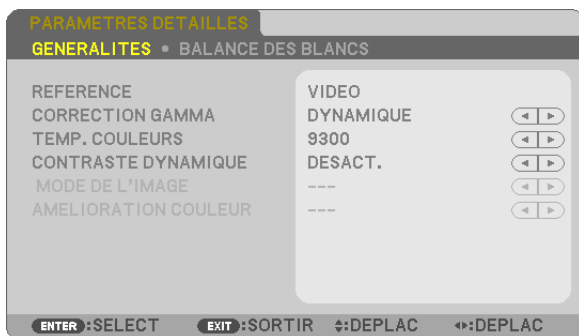 PARAMETRES DETAILLES
GENERALITES • BALANCE DES BLANCS
REFERENCE VIDEO
CORRECTION GAMMA DYNAMIQUE
TEMP. COULEURS 9300
CONTRASTE DYNAMIQUE DESACT.
MODE DE L'IMAGE ---
AMELIORATION COULEUR ---
ENTER :SELECT EXIT :SORTIR :DEPLAC :DEPLAC